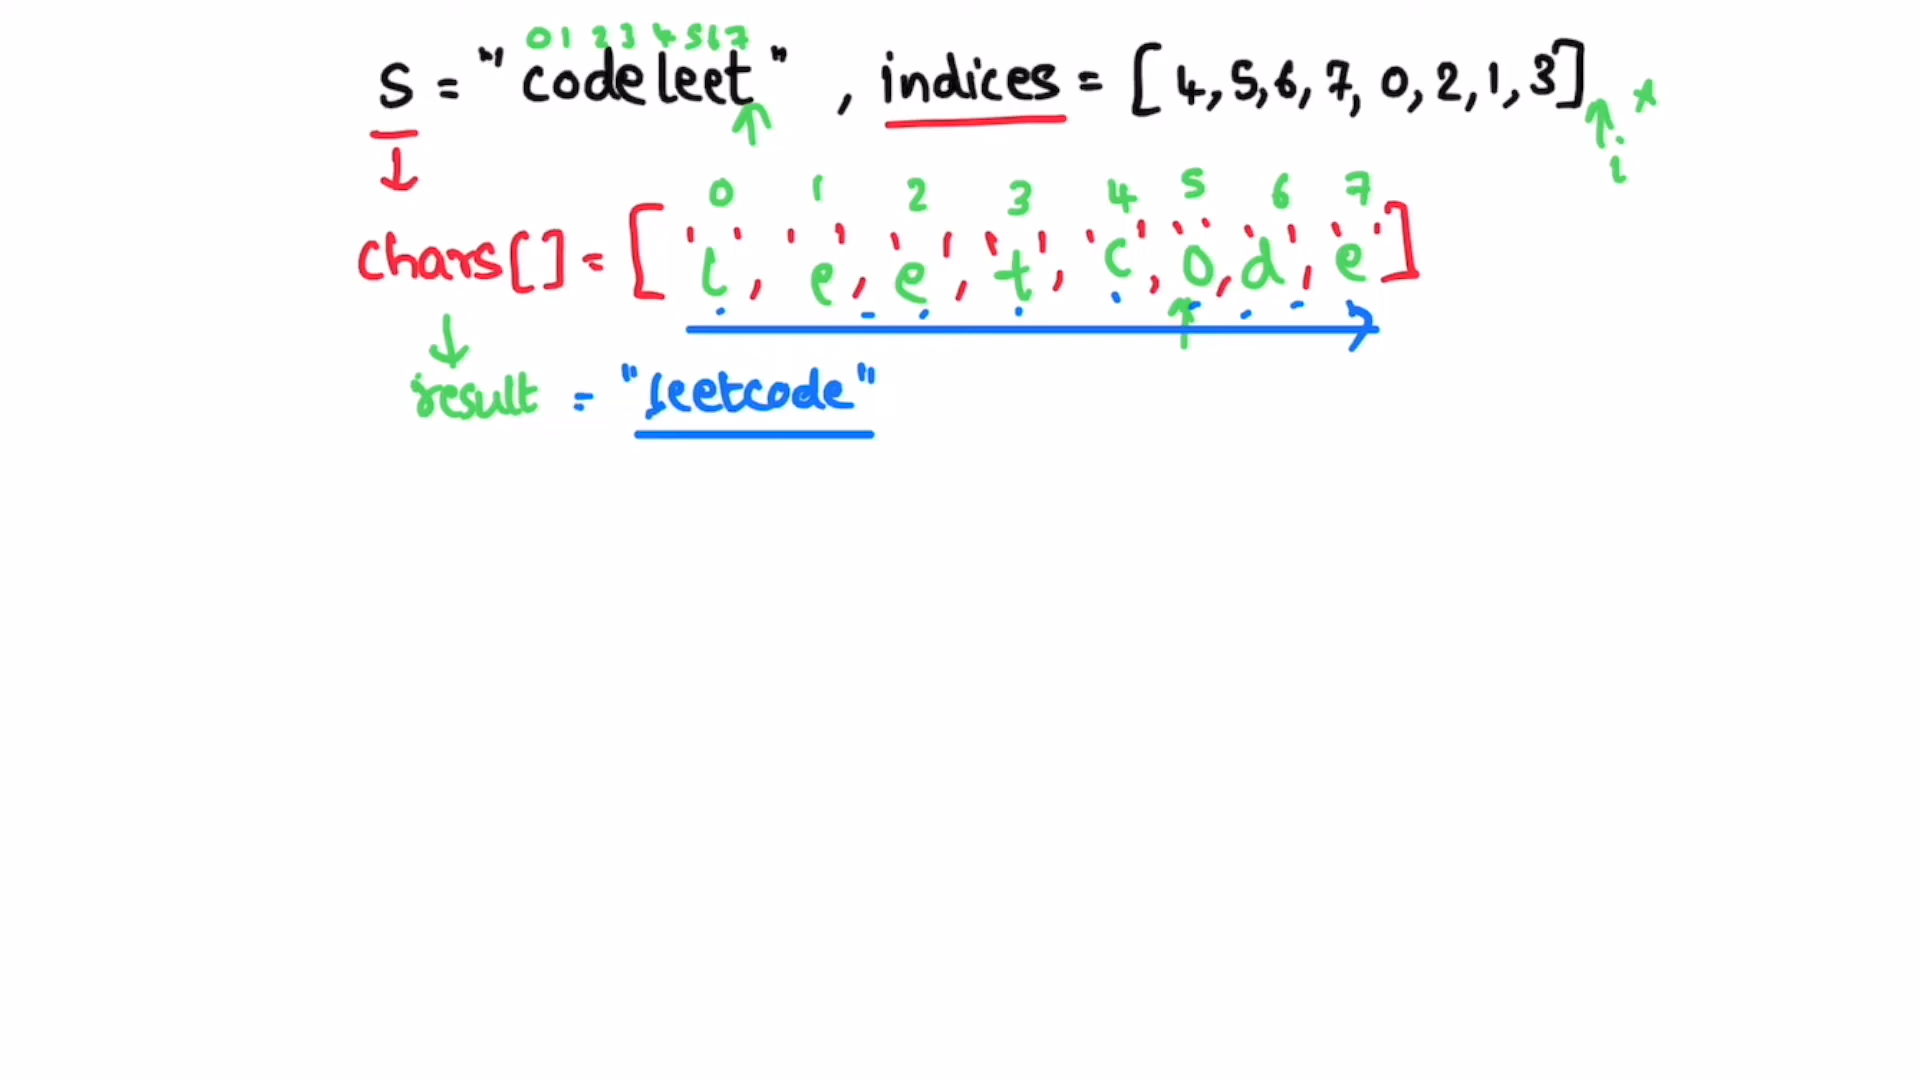 0 1 2 3 4 5 6 7
S = "codeleet", indices = [4,5,6,7,0,2,1,3]
i
0 1 2 3 4 5 6 7
chars[] = ['l', 'e', 'e', 't', 'c', 'o', 'd', 'e']
result = "leetcode"